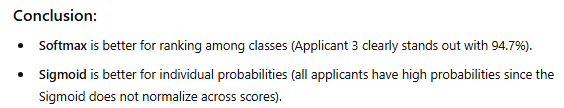 Conclusion:
• Softmax is better for ranking among classes (Applicant 3 clearly stands out with 94.7%).
• Sigmoid is better for individual probabilities (all applicants have high probabilities since the
Sigmoid does not normalize across scores).